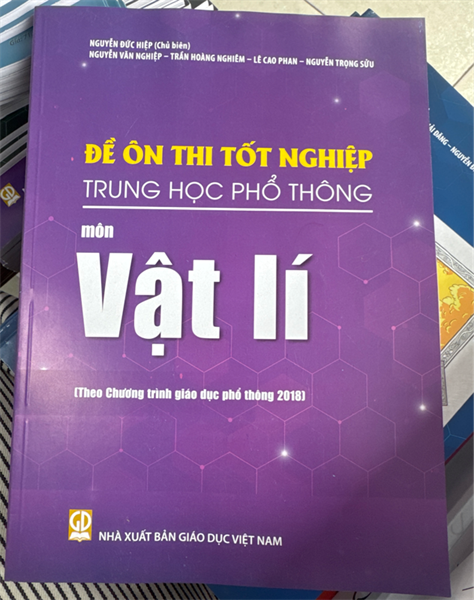 NGUYỄN ĐỨC HIỆP (Chủ biên)
NGUYỄN VĂN NGHIỆP – TRẦN HOÀNG NGHIÊM – LÊ CAO PHAN – NGUYỄN TRỌNG SỬU
ĐỀ ÔN THI TỐT NGHIỆP
TRUNG HỌC PHỔ THÔNG
môn
Vật lí
(Theo Chương trình giáo dục phổ thông 2018)
GD
NHÀ XUẤT BẢN GIÁO DỤC VIỆT NAM